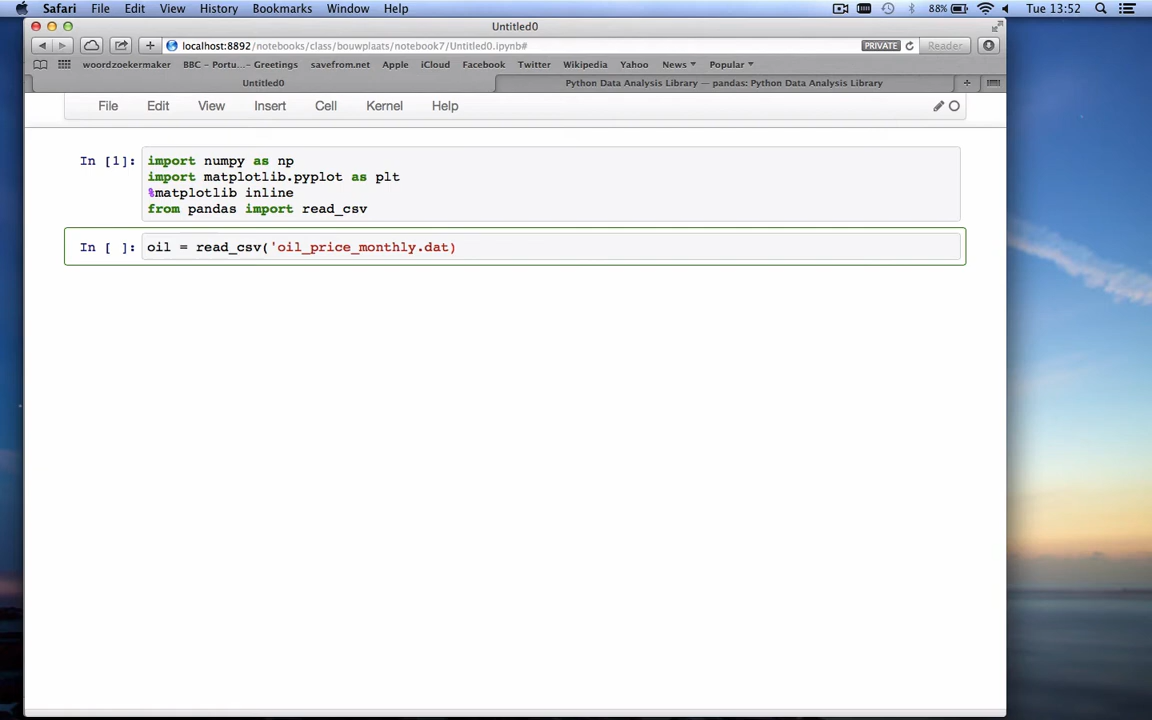 Safari File Edit View History Bookmarks Window Help 88% Tue 13:52
Untitled0
localhost:8892/notebooks/class/bouwplaats/notebook7/Untitled0.ipynb# PRIVATE Reader
woordzoekermaker BBC – Portu...– Greetings savefrom.net Apple iCloud Facebook Twitter Wikipedia Yahoo News Popular
Untitled0 Python Data Analysis Library — pandas: Python Data Analysis Library
File Edit View Insert Cell Kernel Help
In [1]: import numpy as np
import matplotlib.pyplot as plt
%matplotlib inline
from pandas import read_csv
In [ ]: oil = read_csv('oil_price_monthly.dat)